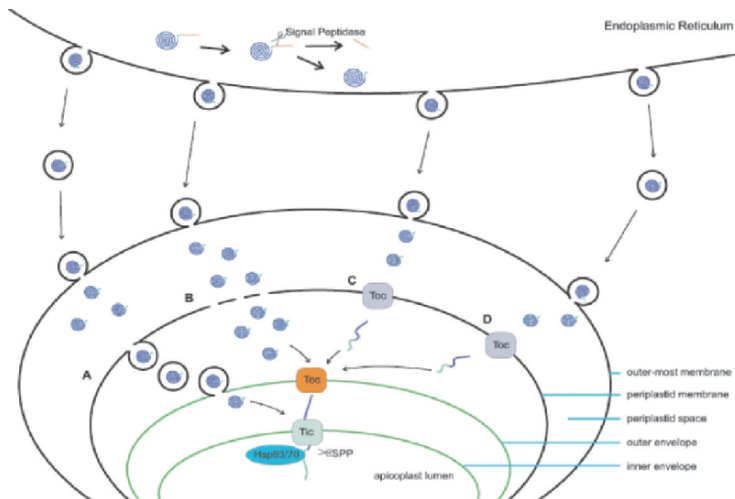 Signal Peptidase
Endoplasmic Reticulum
C
Toc
B
D
Toc
A
outer-most membrane
Toc
periplastid membrane
periplastid space
Tic
outer envelope
Hsp93/70
SPP
apicoplast lumen
inner envelope